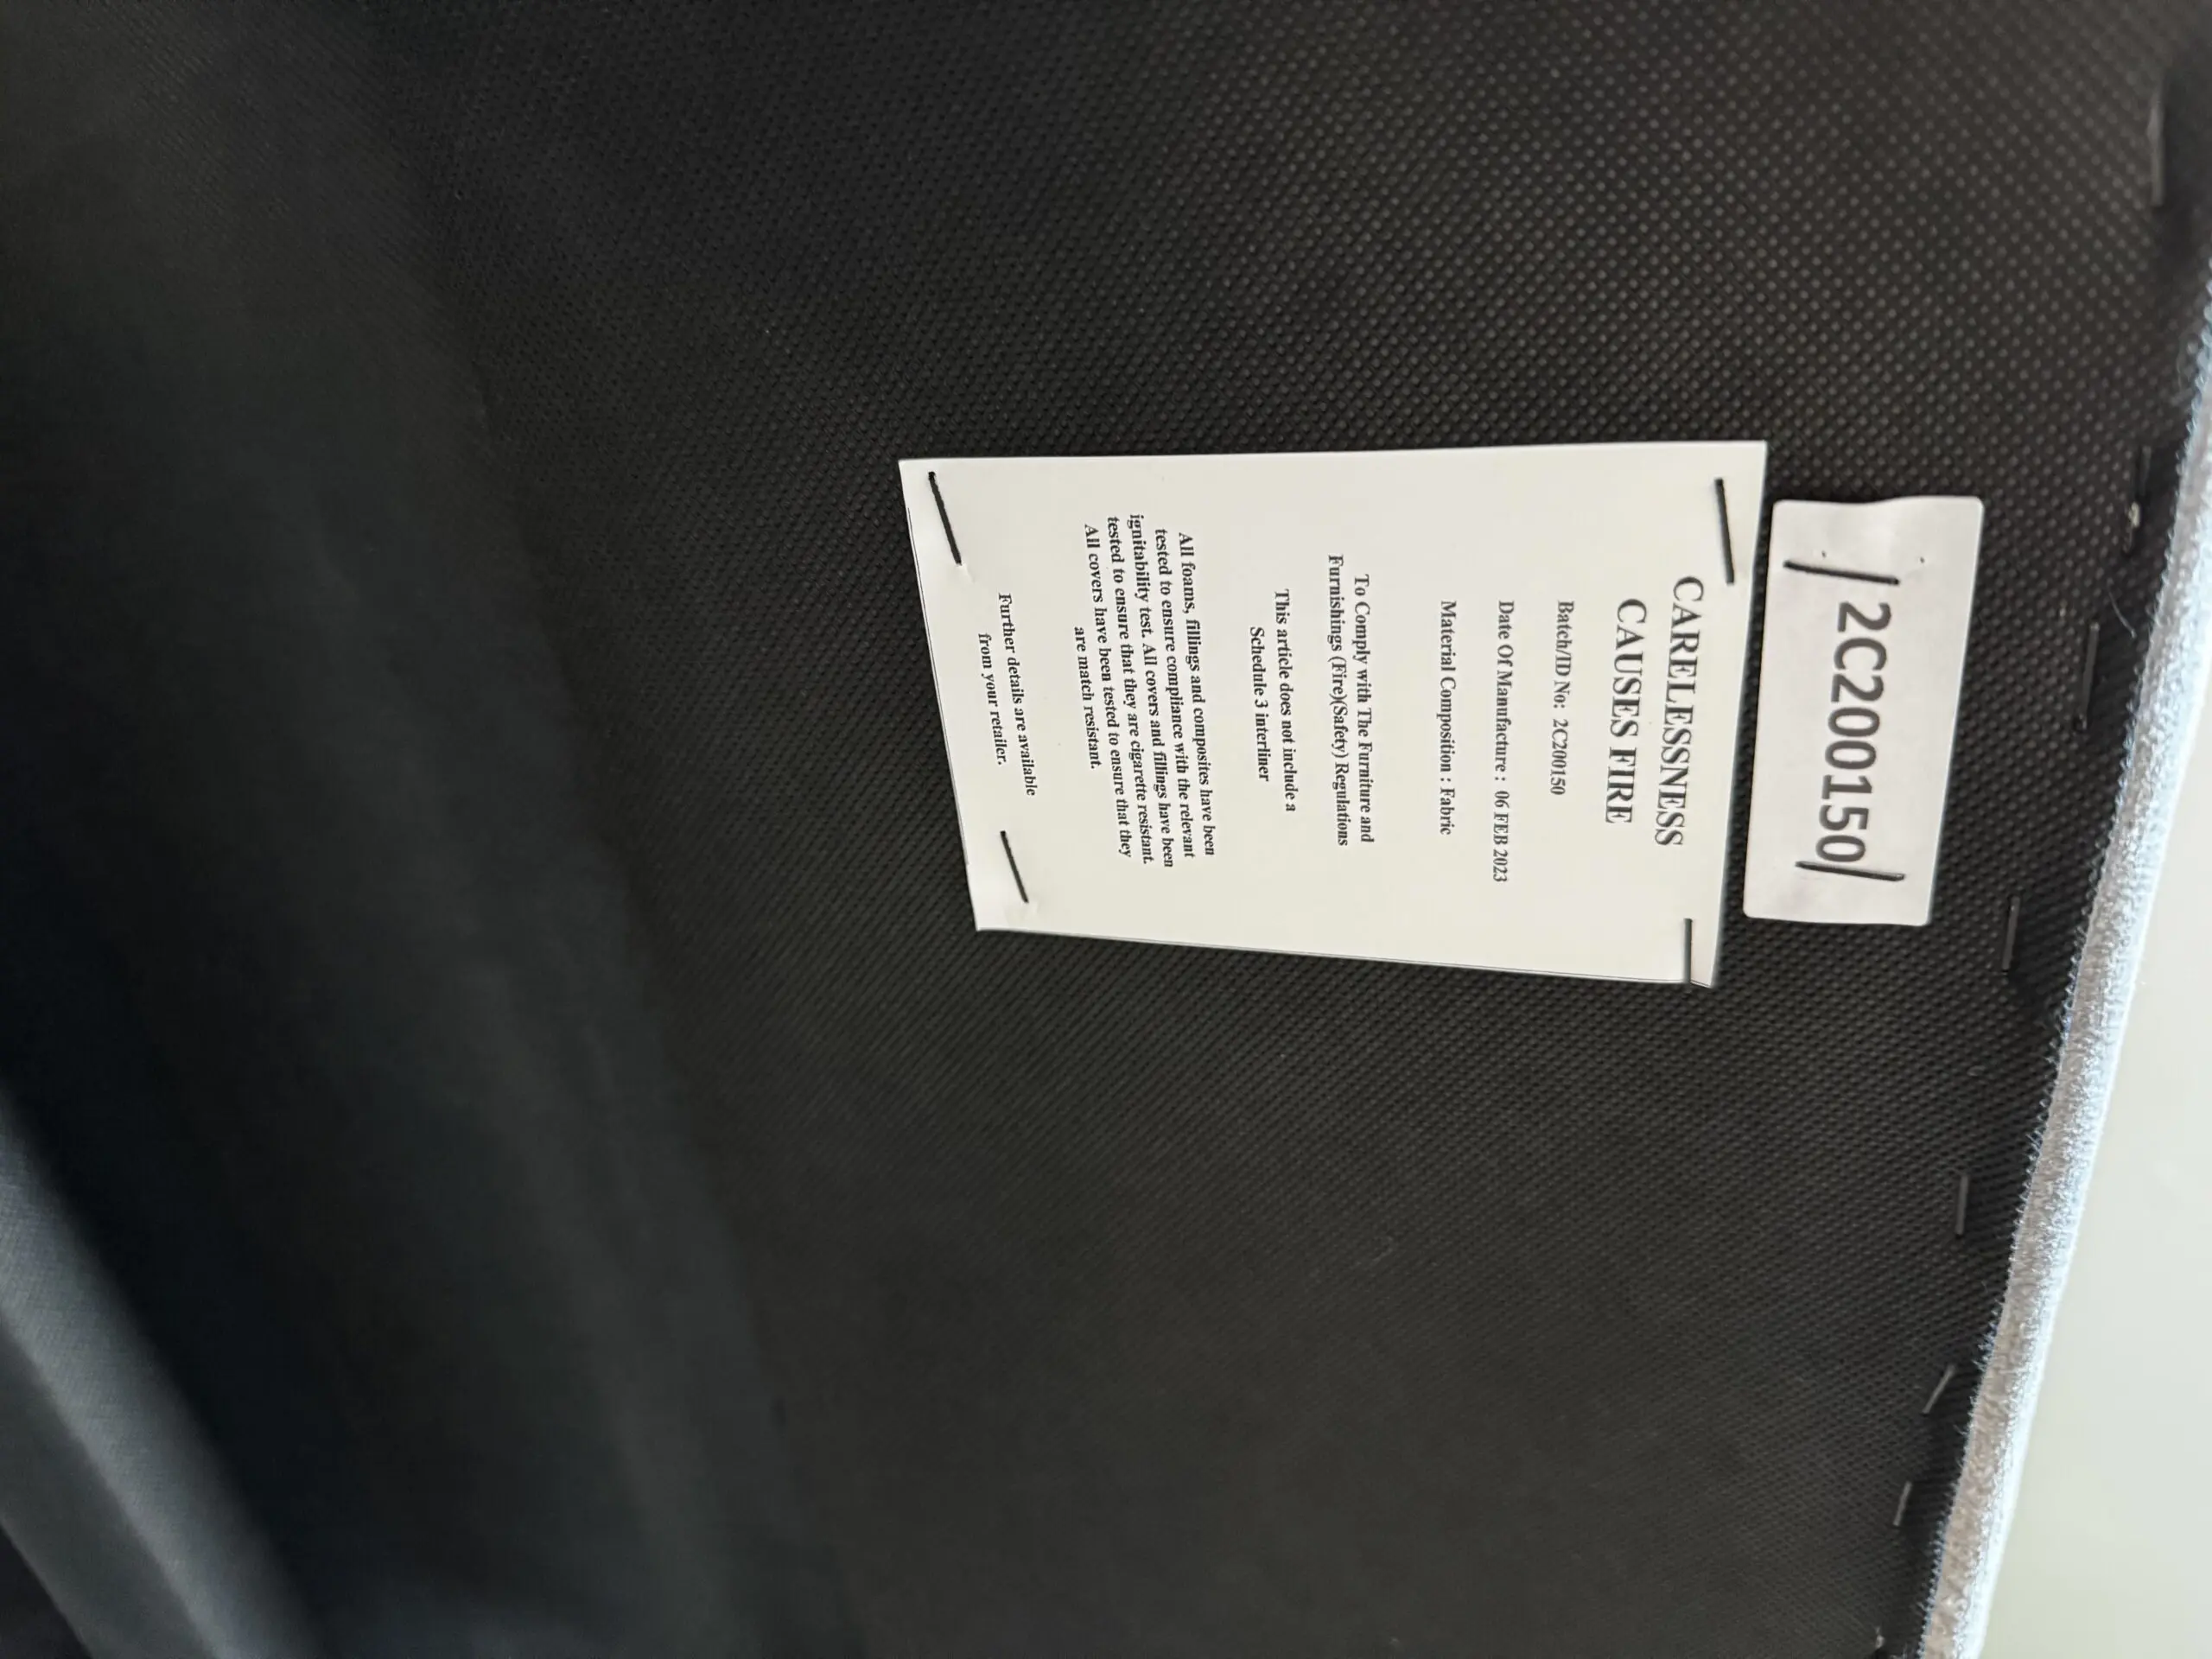 2C200150
CARELESSNESS
CAUSES FIRE
Batch/ID No: 2C200150
Date Of Manufacture : 06 FEB 2023
Material Composition : Fabric
To Comply with The Furniture and
Furnishings (Fire)(Safety) Regulations
This article does not include a
Schedule 3 interliner
All foams, fillings and composites have been
tested to ensure compliance with the relevant
ignitability test. All covers and fillings have been
tested to ensure that they are cigarette resistant.
All covers have been tested to ensure that they
are match resistant.
Further details are available
from your retailer.